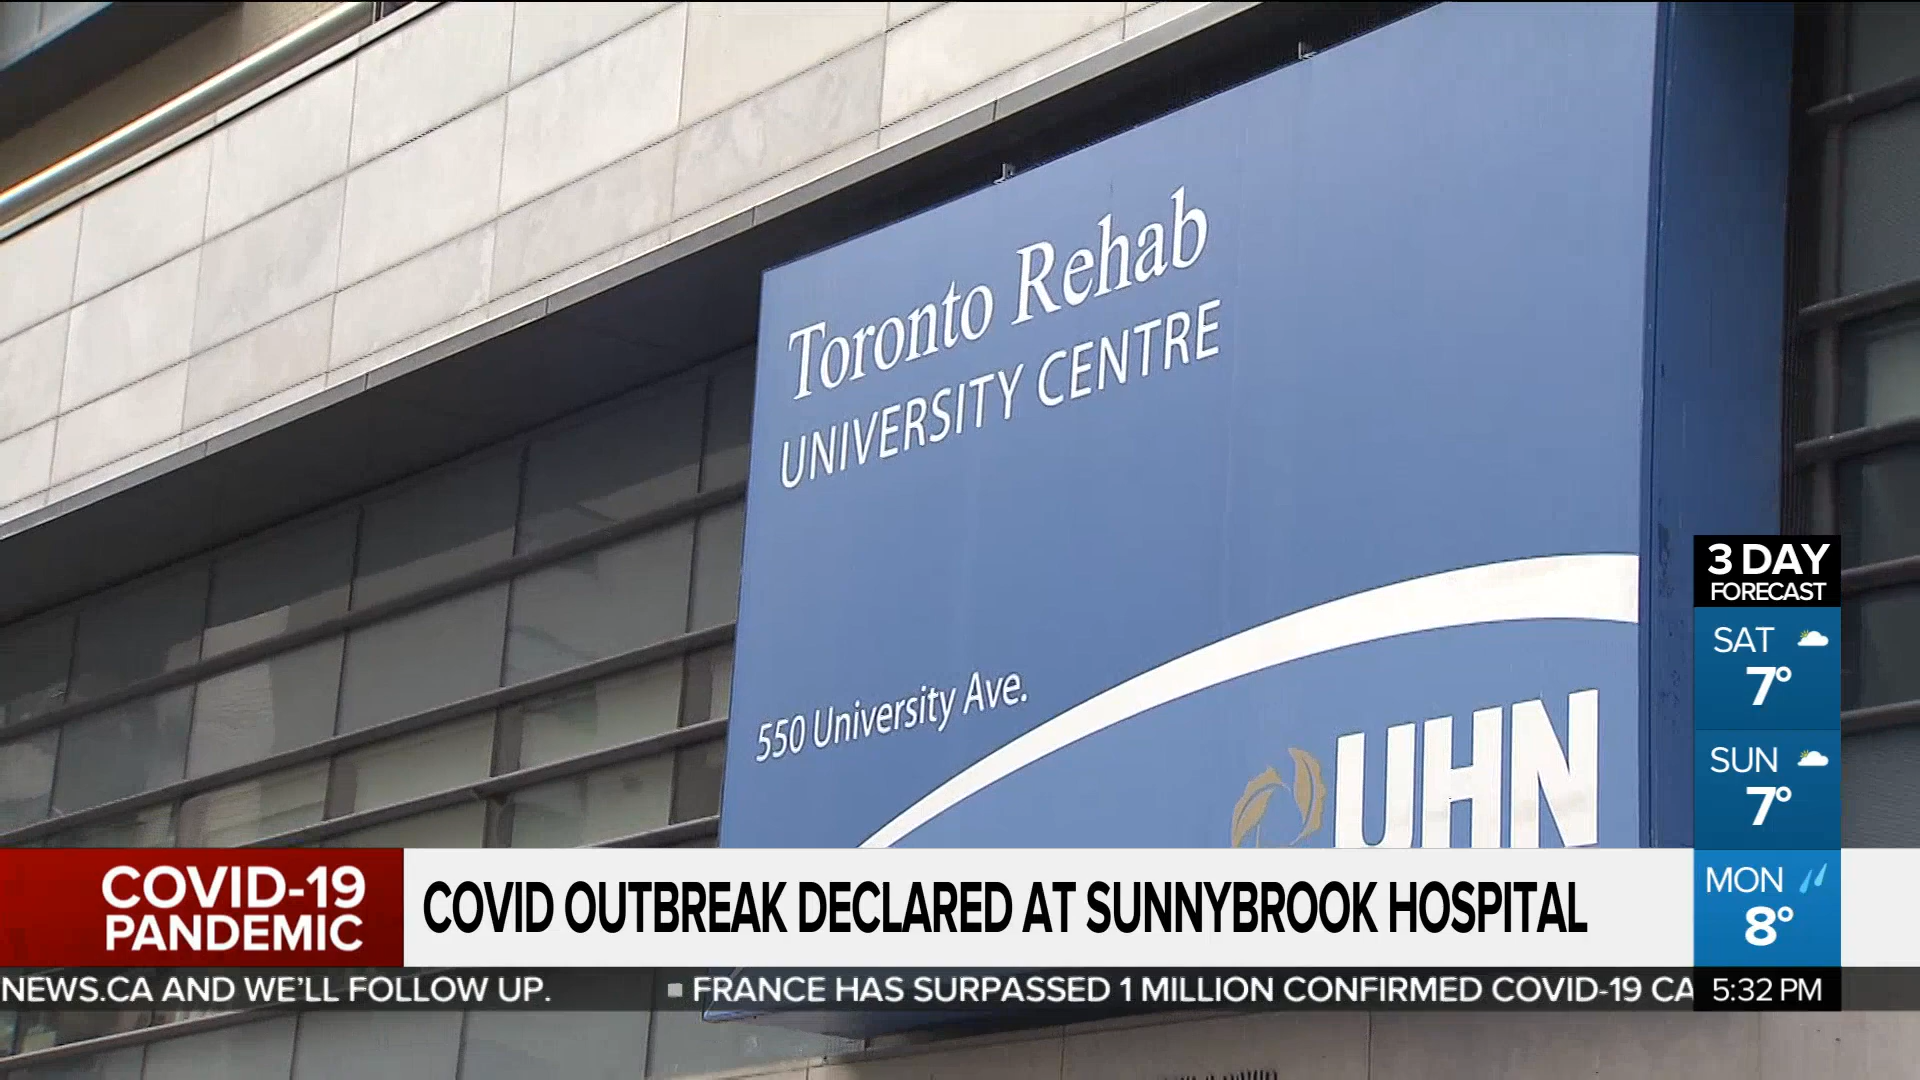 Toronto Rehab
UNIVERSITY CENTRE
550 University Ave.
UHN
3 DAY
FORECAST
SAT
7°
SUN
7°
MON
8°
COVID-19
PANDEMIC
COVID OUTBREAK DECLARED AT SUNNYBROOK HOSPITAL
NEWS.CA AND WE'LL FOLLOW UP. FRANCE HAS SURPASSED 1 MILLION CONFIRMED COVID-19 CA
5:32 PM